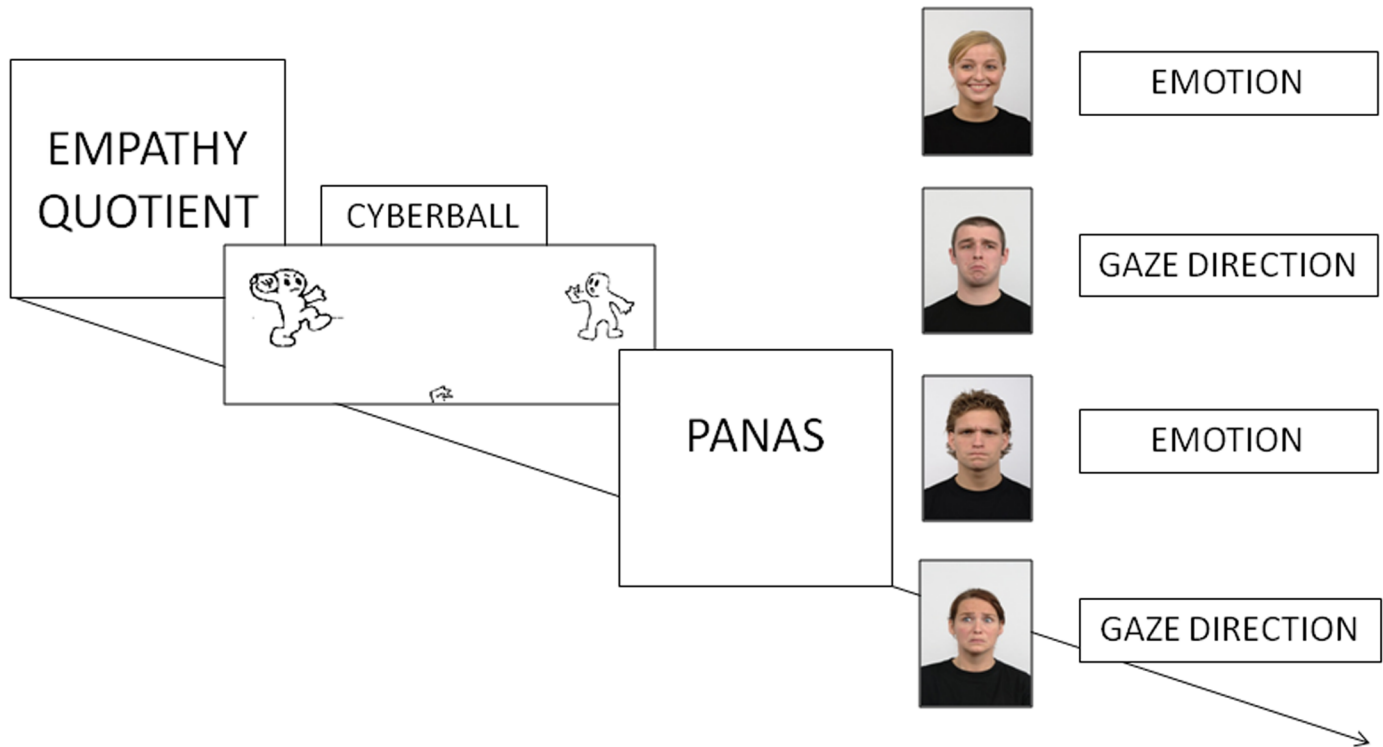 EMPATHY
QUOTIENT
CYBERBALL
PANAS
EMOTION
GAZE DIRECTION
EMOTION
GAZE DIRECTION